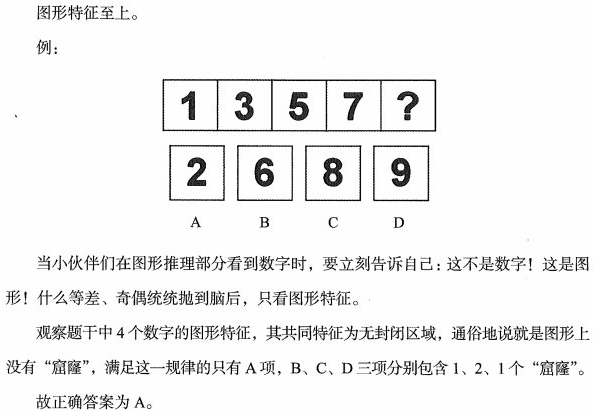 图形特征至上。
例：
1 3 5 7 ?
2 6 8 9
A B C D
当小伙伴们在图形推理部分看到数字时，要立刻告诉自己：这不是数字！这是图
形！什么等差、奇偶统统抛到脑后，只看图形特征。
观察题干中 4 个数字的图形特征，其共同特征为无封闭区域，通俗地说就是图形上
没有“窟窿”，满足这一规律的只有 A 项，B、C、D 三项分别包含 1、2、1 个“窟窿”。
故正确答案为 A。